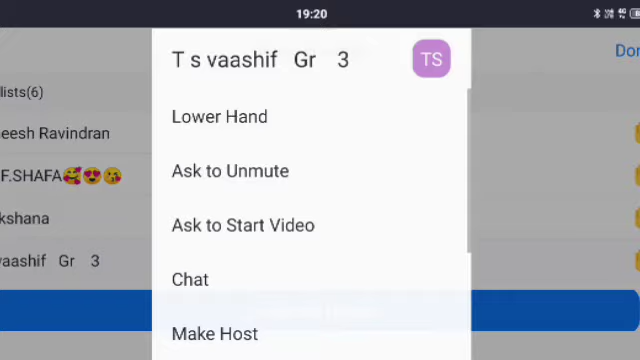 19:20
T s vaashif Gr 3
TS
Don
lists(6)
Lower Hand
eesh Ravindran
Ask to Unmute
F.SHAFA🥰😍😘
kshana
Ask to Start Video
vaashif Gr 3
Chat
Make Host